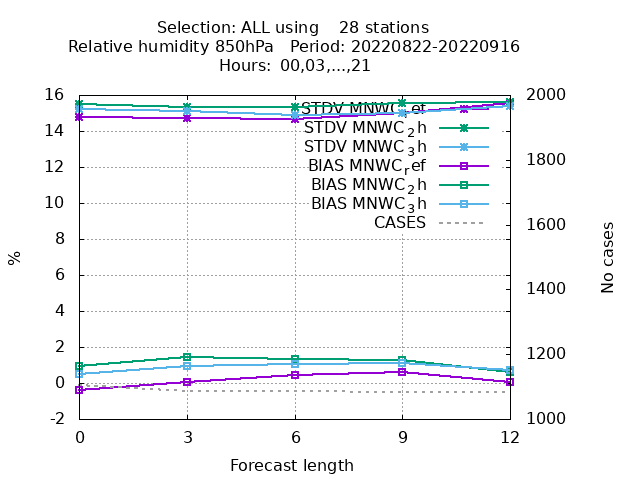 Selection: ALL using 28 stations
Relative humidity 850hPa Period: 20220822-20220916
Hours: 00,03,...,21
STDV MNWC_ref
STDV MNWC_2h
STDV MNWC_3h
BIAS MNWC_ref
BIAS MNWC_2h
BIAS MNWC_3h
CASES
16
14
12
10
8
6
4
2
0
-2
%
2000
1800
1600
1400
1200
1000
No cases
0 3 6 9 12
Forecast length